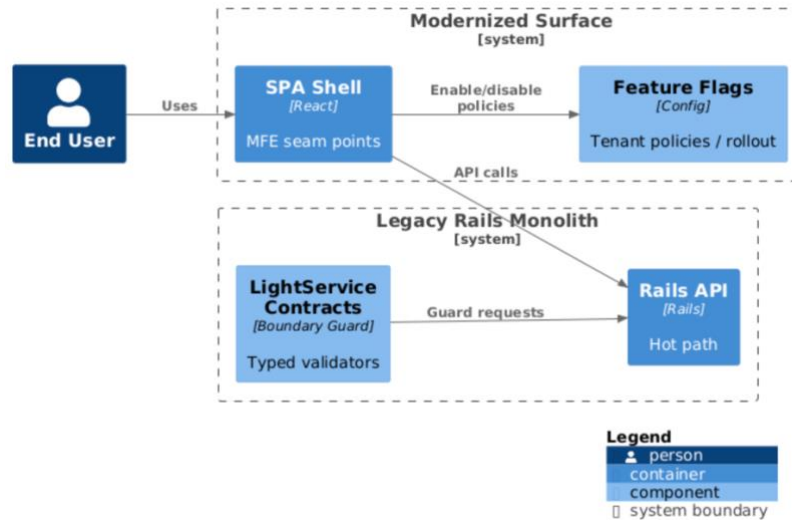 Modernized Surface
[system]
End User
Uses
SPA Shell
[React]
MFE seam points
Enable/disable
policies
Feature Flags
[Config]
Tenant policies / rollout
API calls
Legacy Rails Monolith
[system]
LightService
Contracts
[Boundary Guard]
Typed validators
Guard requests
Rails API
[Rails]
Hot path
Legend
person
container
component
system boundary